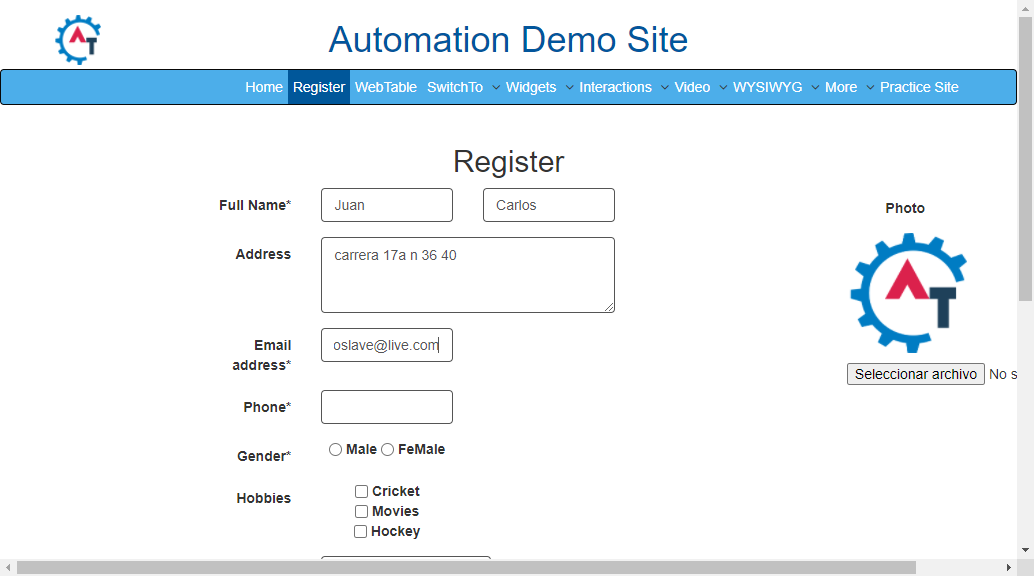 AT
Automation Demo Site
Home Register WebTable SwitchTo Widgets Interactions Video WYSIWYG More Practice Site
Register
Full Name* Juan Carlos
Photo
Address carrera 17a n 36 40
AT
Email address* oslave@live.com
Seleccionar archivo No s
Phone*
Gender* Male FeMale
Hobbies Cricket
Movies
Hockey